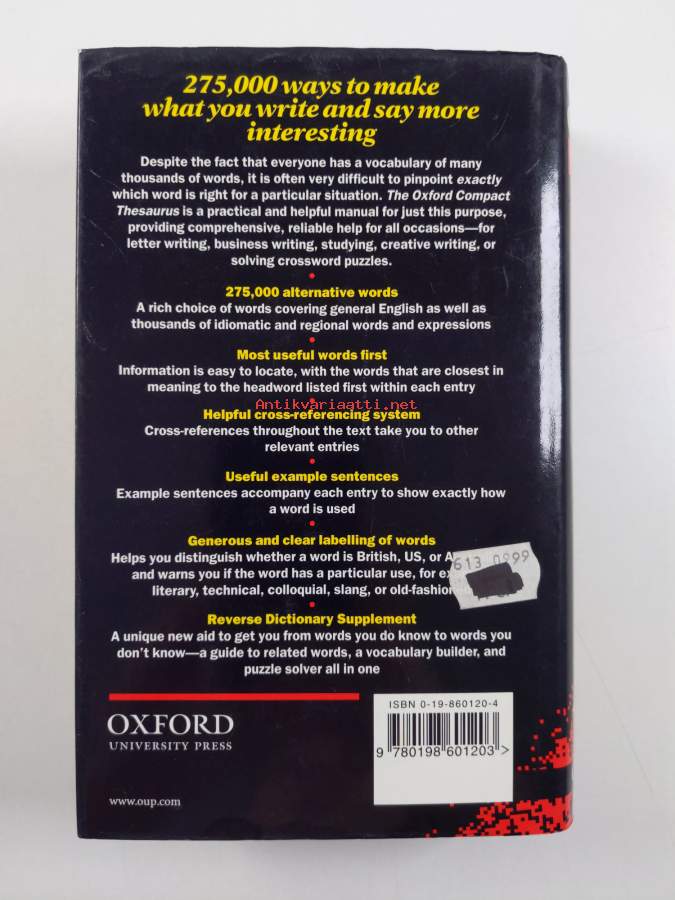 275,000 ways to make
what you write and say more
interesting
Despite the fact that everyone has a vocabulary of many
thousands of words, it is often very difficult to pinpoint exactly
which word is right for a particular situation. The Oxford Compact
Thesaurus is a practical and helpful manual for just this purpose,
providing comprehensive, reliable help for all occasions—for
letter writing, business writing, studying, creative writing, or
solving crossword puzzles.
275,000 alternative words
A rich choice of words covering general English as well as
thousands of idiomatic and regional words and expressions
Most useful words first
Information is easy to locate, with the words that are closest in
meaning to the headword listed first within each entry
Antikvariaatti.net
Helpful cross-referencing system
Cross-references throughout the text take you to other
relevant entries
Useful example sentences
Example sentences accompany each entry to show exactly how
a word is used
Generous and clear labelling of words
Helps you distinguish whether a word is British, US, or
613 0999
and warns you if the word has a particular use, for
literary, technical, colloquial, slang, or
Reverse Dictionary Supplement
A unique new aid to get you from words you do know to words you
don't know—a guide to related words, a vocabulary builder, and
puzzle solver all in one
ISBN 0-19-860120-4
OXFORD
UNIVERSITY PRESS
9 780198 601203 >
www.oup.com